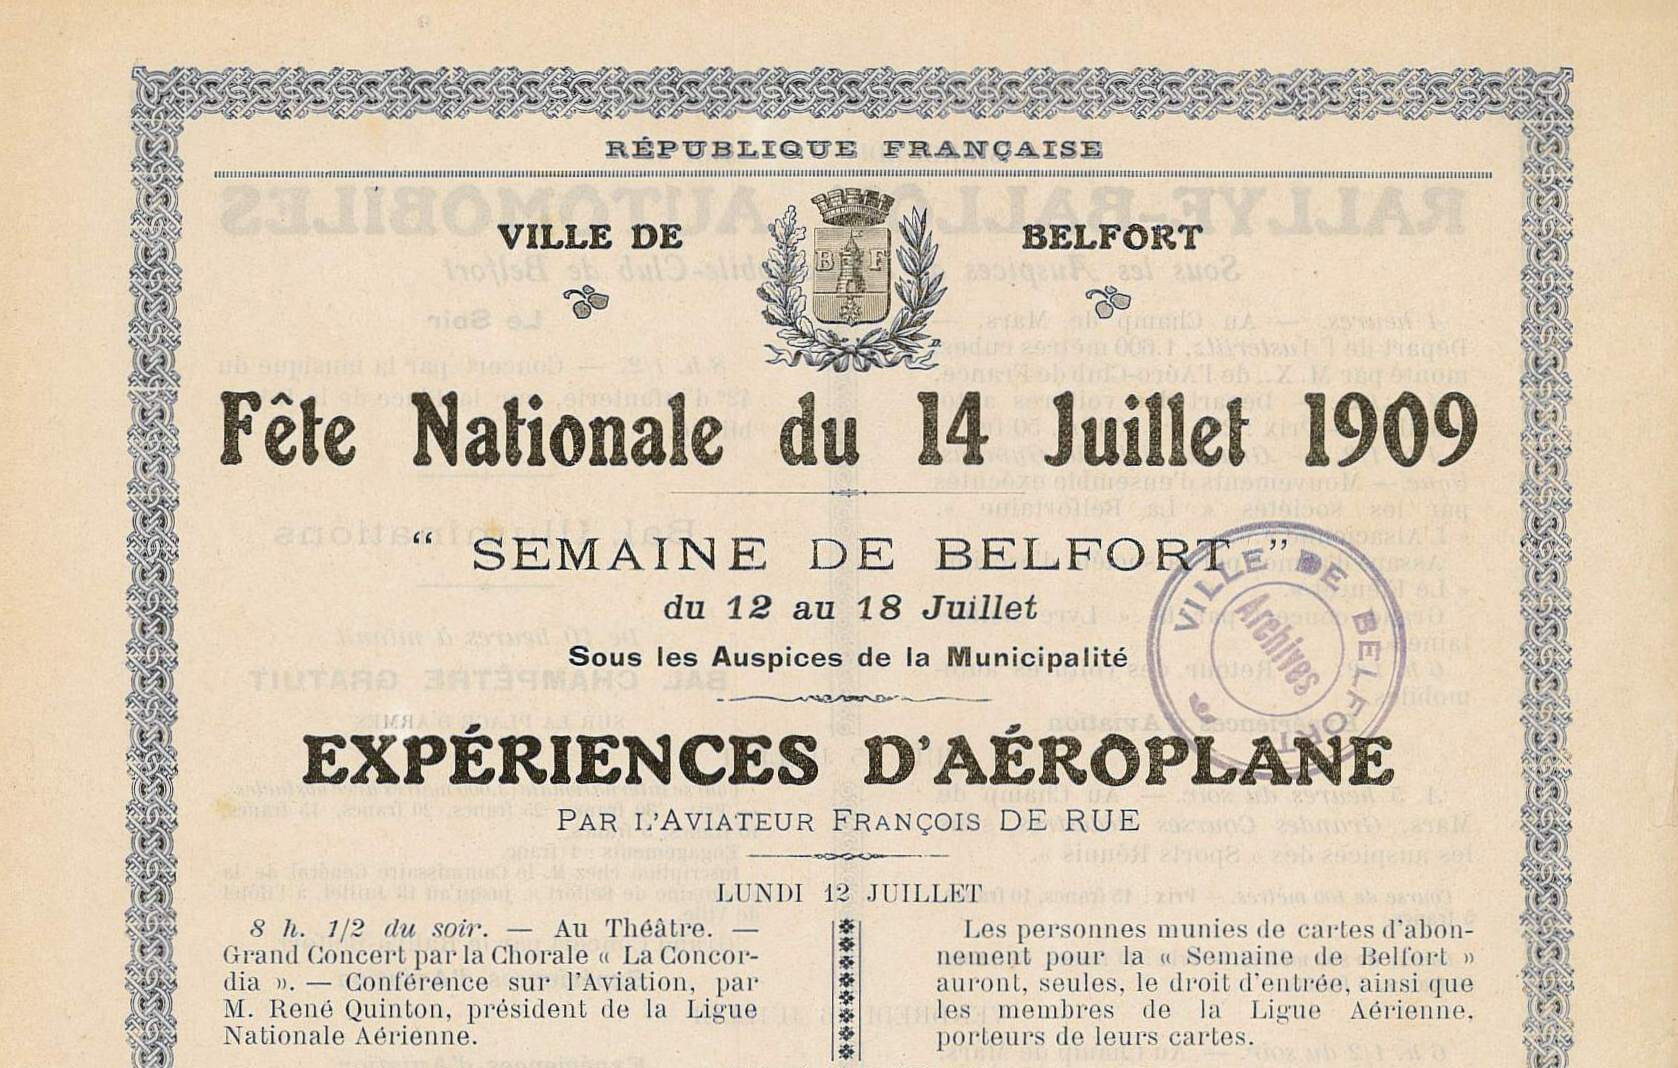 RÉPUBLIQUE FRANÇAISE
VILLE DE BELFORT
B F
Fête Nationale du 14 Juillet 1909
“ SEMAINE DE BELFORT ”
du 12 au 18 Juillet
Sous les Auspices de la Municipalité
VILLE DE BELFORT
Archives
EXPÉRIENCES D'AÉROPLANE
PAR L'AVIATEUR FRANÇOIS DE RUE
LUNDI 12 JUILLET
8 h. 1/2 du soir. — Au Théâtre. —
Grand Concert par la Chorale « La Concor-
dia ». — Conférence sur l'Aviation, par
M. René Quinton, président de la Ligue
Nationale Aérienne.
Les personnes munies de cartes d'abon-
nement pour la « Semaine de Belfort »
auront, seules, le droit d'entrée, ainsi que
les membres de la Ligue Aérienne,
porteurs de leurs cartes.